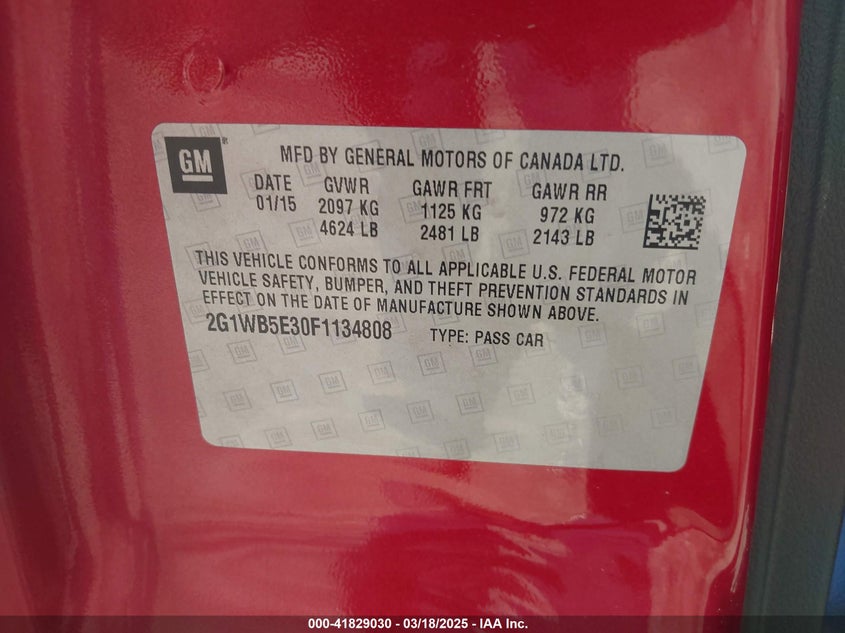 GM
MFD BY GENERAL MOTORS OF CANADA LTD.
DATE GVWR GAWR FRT GAWR RR
01/15 2097 KG 1125 KG 972 KG
4624 LB 2481 LB 2143 LB
THIS VEHICLE CONFORMS TO ALL APPLICABLE U.S. FEDERAL MOTOR
VEHICLE SAFETY, BUMPER, AND THEFT PREVENTION STANDARDS IN
EFFECT ON THE DATE OF MANUFACTURE SHOWN ABOVE.
2G1WB5E30F1134808 TYPE: PASS CAR
000-41829030 / 03/18/2025 - IAA Inc.